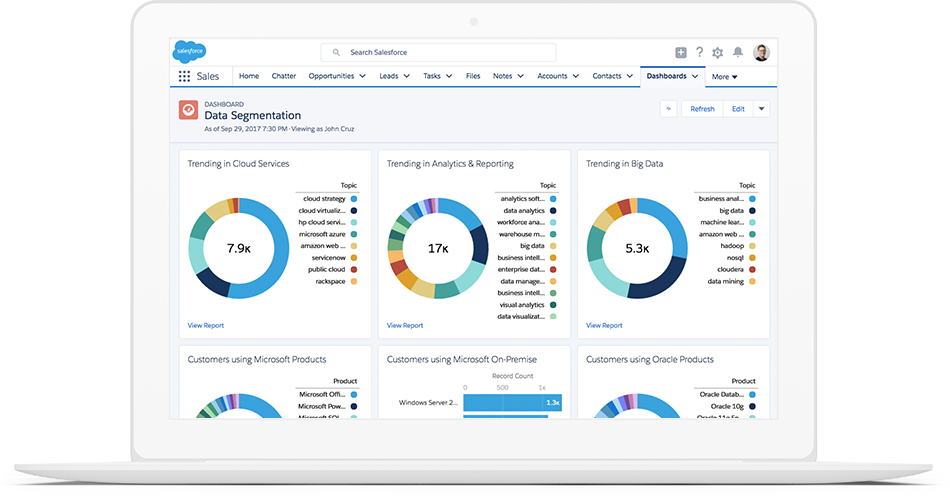 salesforce
Search Salesforce
Sales
Home Chatter Opportunities Leads Tasks Files Notes Accounts Contacts Dashboards More
DASHBOARD
Data Segmentation
As of Sep 29, 2017 7:30 PM · Viewing as John Cruz
Refresh Edit
Trending in Cloud Services
Topic
cloud strategy
cloud virtualiz...
hp cloud servi...
microsoft azure
amazon web ...
servicenow
public cloud
rackspace
7.9K
View Report
Trending in Analytics & Reporting
Topic
analytics soft...
data analytics
workforce ana...
warehouse m...
big data
business intell...
enterprise dat...
data manage...
business intell...
visual analytics
data visualizat...
17K
View Report
Trending in Big Data
Topic
business anal...
big data
machine lear...
amazon web ...
hadoop
nosql
cloudera
data mining
5.3K
View Report
Customers using Microsoft Products
Product
Microsoft Offi...
Microsoft Pow...
Customers using Microsoft On-Premise
Record Count
0 500 1K
Windows Server 2...
1.3K
Customers using Oracle Products
Product
Oracle Datab...
Oracle 10g